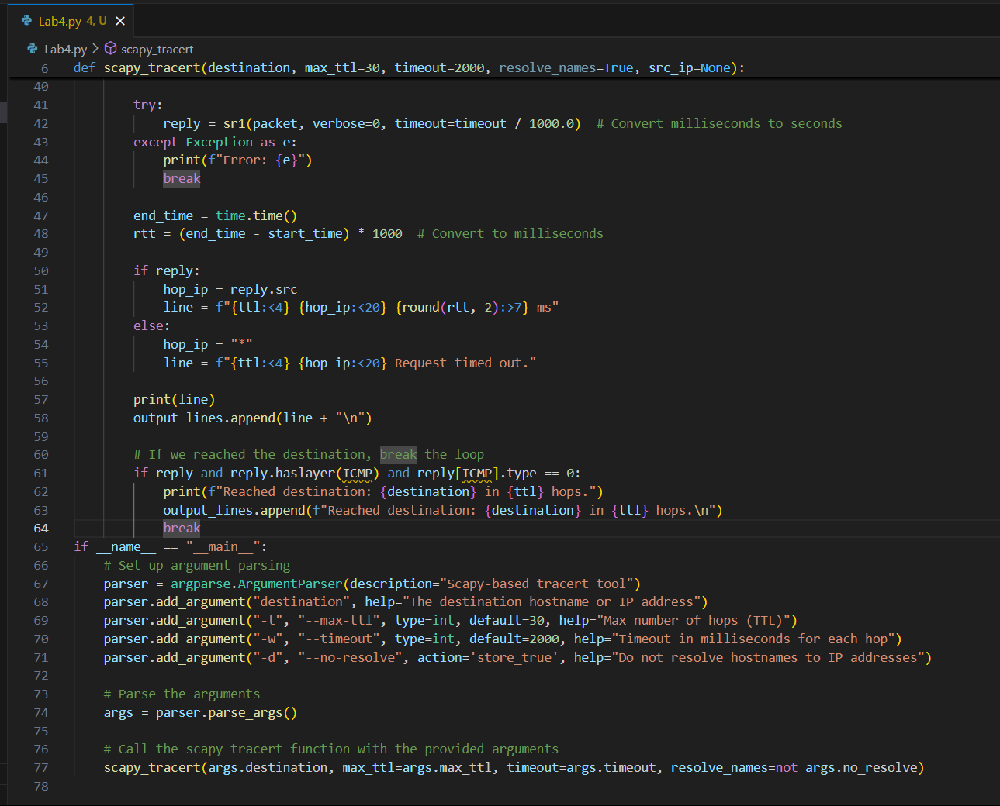 Lab4.py 4, U
Lab4.py > scapy_tracert
6 def scapy_tracert(destination, max_ttl=30, timeout=2000, resolve_names=True, src_ip=None):
40
41 try:
42 reply = sr1(packet, verbose=0, timeout=timeout / 1000.0)  # Convert milliseconds to seconds
43 except Exception as e:
44 print(f"Error: {e}")
45 break
46
47 end_time = time.time()
48 rtt = (end_time - start_time) * 1000  # Convert to milliseconds
49
50 if reply:
51 hop_ip = reply.src
52 line = f"{ttl:<4} {hop_ip:<20} {round(rtt, 2):>7} ms"
53 else:
54 hop_ip = "*"
55 line = f"{ttl:<4} {hop_ip:<20} Request timed out."
56
57 print(line)
58 output_lines.append(line + "\n")
59
60 # If we reached the destination, break the loop
61 if reply and reply.haslayer(ICMP) and reply[ICMP].type == 0:
62 print(f"Reached destination: {destination} in {ttl} hops.")
63 output_lines.append(f"Reached destination: {destination} in {ttl} hops.\n")
64 break
65 if __name__ == "__main__":
66 # Set up argument parsing
67 parser = argparse.ArgumentParser(description="Scapy-based tracert tool")
68 parser.add_argument("destination", help="The destination hostname or IP address")
69 parser.add_argument("-t", "--max-ttl", type=int, default=30, help="Max number of hops (TTL)")
70 parser.add_argument("-w", "--timeout", type=int, default=2000, help="Timeout in milliseconds for each hop")
71 parser.add_argument("-d", "--no-resolve", action='store_true', help="Do not resolve hostnames to IP addresses")
72
73 # Parse the arguments
74 args = parser.parse_args()
75
76 # Call the scapy_tracert function with the provided arguments
77 scapy_tracert(args.destination, max_ttl=args.max_ttl, timeout=args.timeout, resolve_names=not args.no_resolve)
78